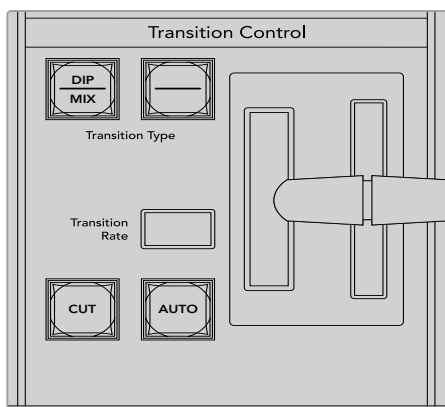 Transition Control
DIP
MIX
Transition Type
Transition
Rate
CUT
AUTO